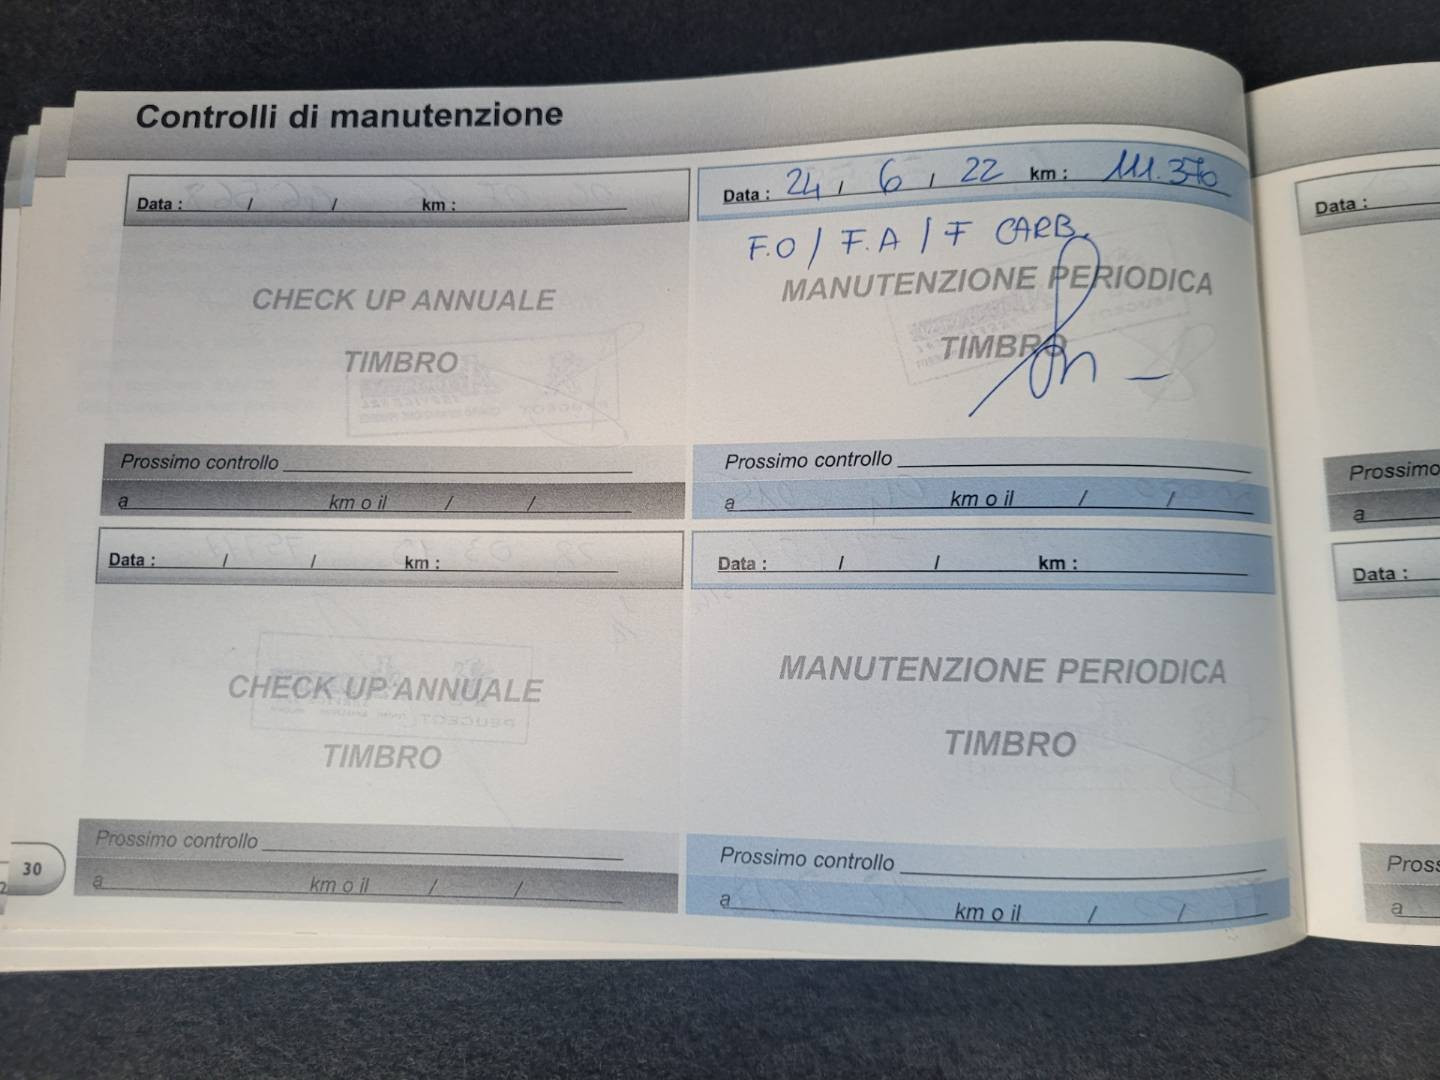 Controlli di manutenzione
Data : / / km :
CHECK UP ANNUALE
TIMBRO
Prossimo controllo
a km o il / /
Data : 24 / 6 / 22 km : 111.370
F.O / F.A / F CARB.
MANUTENZIONE PERIODICA
TIMBRO
Prossimo controllo
a km o il / /
Data : / / km :
CHECK UP ANNUALE
TIMBRO
Prossimo controllo
a km o il / /
Data : / / km :
MANUTENZIONE PERIODICA
TIMBRO
Prossimo controllo
a km o il / /
30
Data :
Prossimo
a
Data :
a